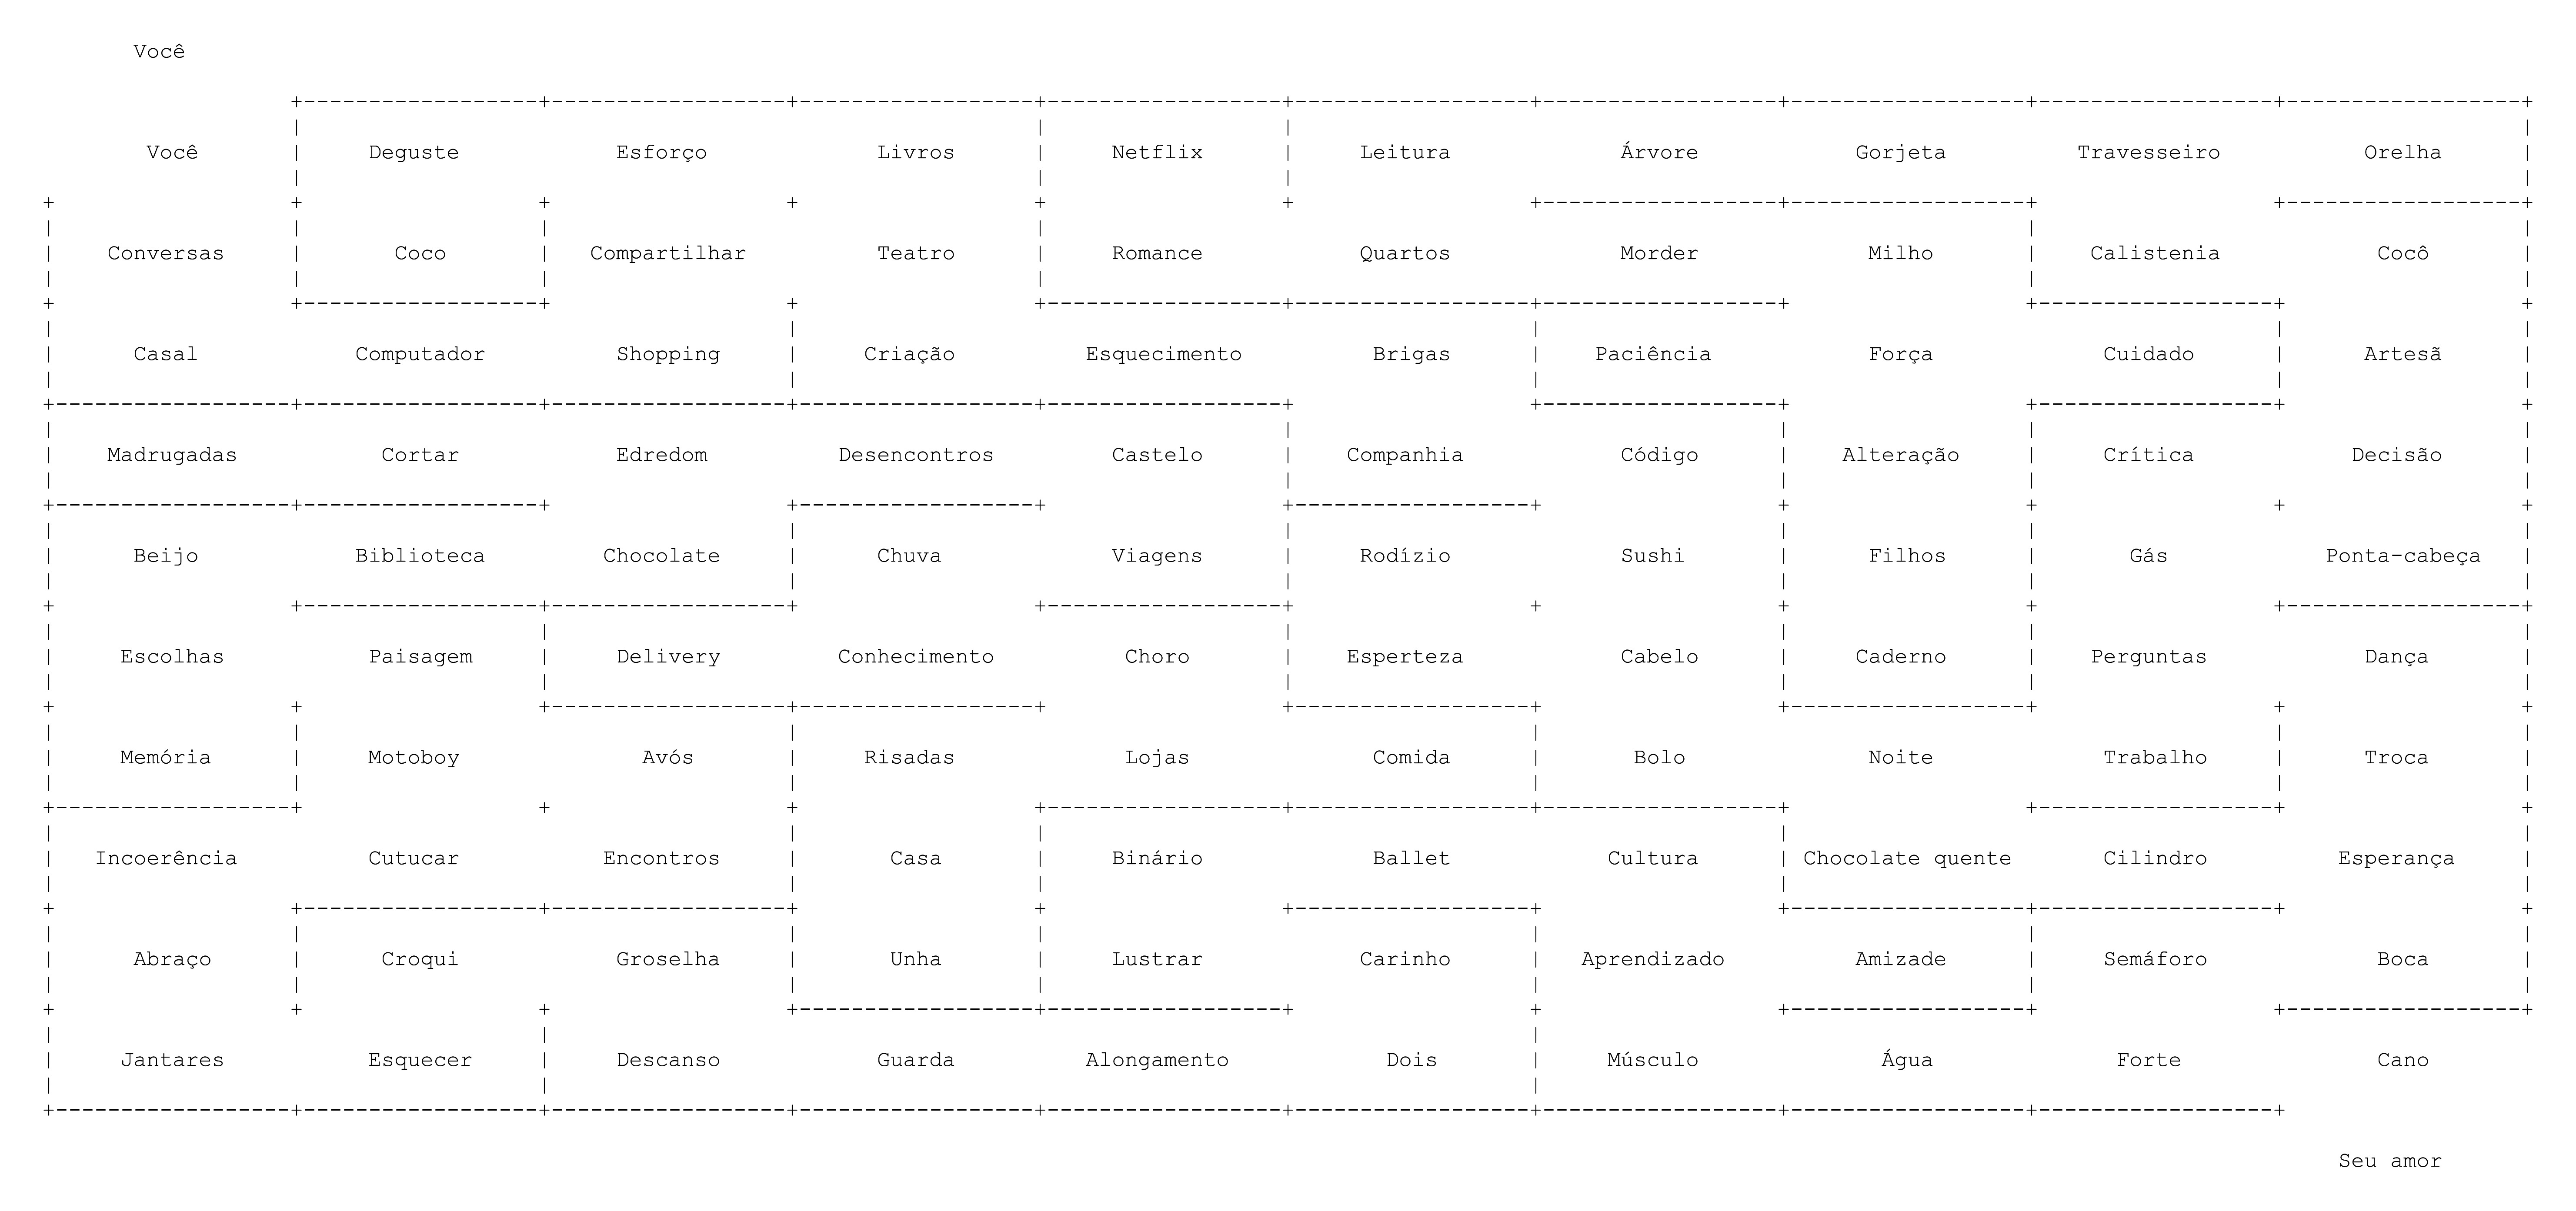 Você
Você Deguste Esforço Livros Netflix Leitura Árvore Gorjeta Travesseiro Orelha
Conversas Coco Compartilhar Teatro Romance Quartos Morder Milho Calistenia Cocô
Casal Computador Shopping Criação Esquecimento Brigas Paciência Força Cuidado Artesã
Madrugadas Cortar Edredom Desencontros Castelo Companhia Código Alteração Crítica Decisão
Beijo Biblioteca Chocolate Chuva Viagens Rodízio Sushi Filhos Gás Ponta-cabeça
Escolhas Paisagem Delivery Conhecimento Choro Esperteza Cabelo Caderno Perguntas Dança
Memória Motoboy Avós Risadas Lojas Comida Bolo Noite Trabalho Troca
Incoerência Cutucar Encontros Casa Binário Ballet Cultura Chocolate quente Cilindro Esperança
Abraço Croqui Groselha Unha Lustrar Carinho Aprendizado Amizade Semáforo Boca
Jantares Esquecer Descanso Guarda Alongamento Dois Músculo Água Forte Cano
Seu amor